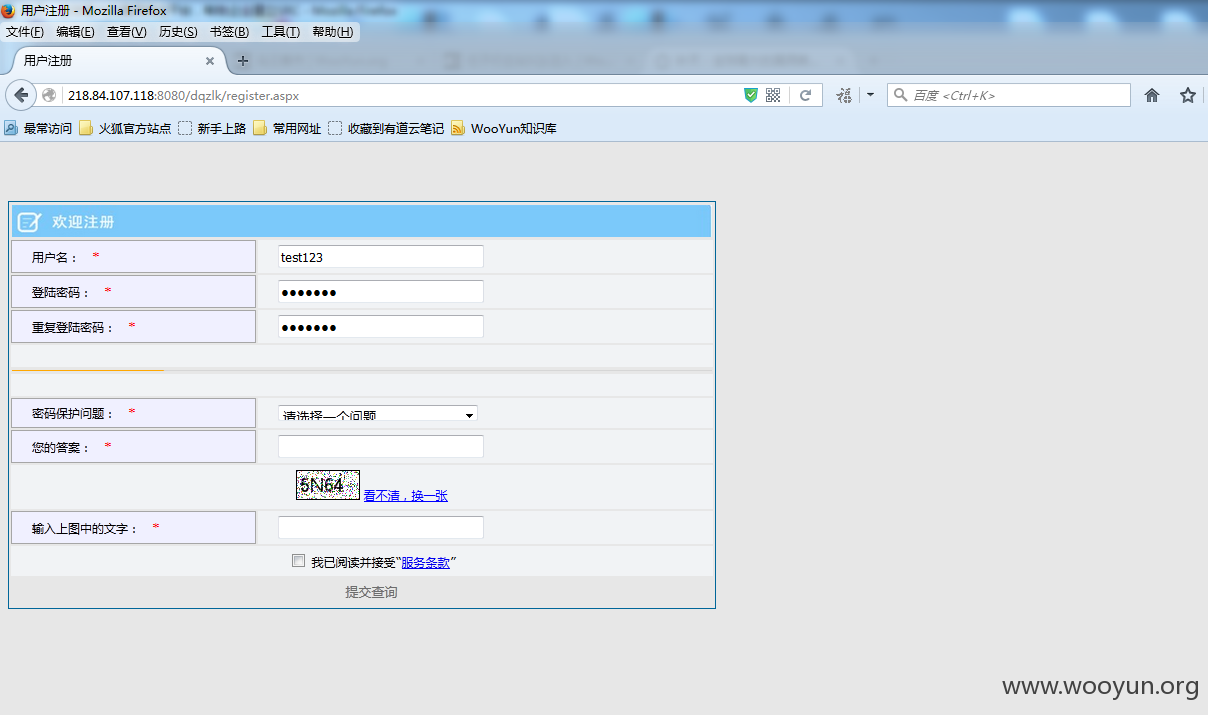 用户注册 - Mozilla Firefox
文件(F) 编辑(E) 查看(V) 历史(S) 书签(B) 工具(T) 帮助(H)
用户注册
218.84.107.118:8080/dqzlk/register.aspx
百度 <Ctrl+K>
最常访问 火狐官方站点 新手上路 常用网址 收藏到有道云笔记 WooYun知识库
欢迎注册
用户名： * test123
登陆密码： * ●●●●●●●
重复登陆密码： * ●●●●●●●
密码保护问题： * 请选择一个问题
您的答案： *
5N64 看不清，换一张
输入上图中的文字： *
我已阅读并接受“服务条款”
提交查询
www.wooyun.org